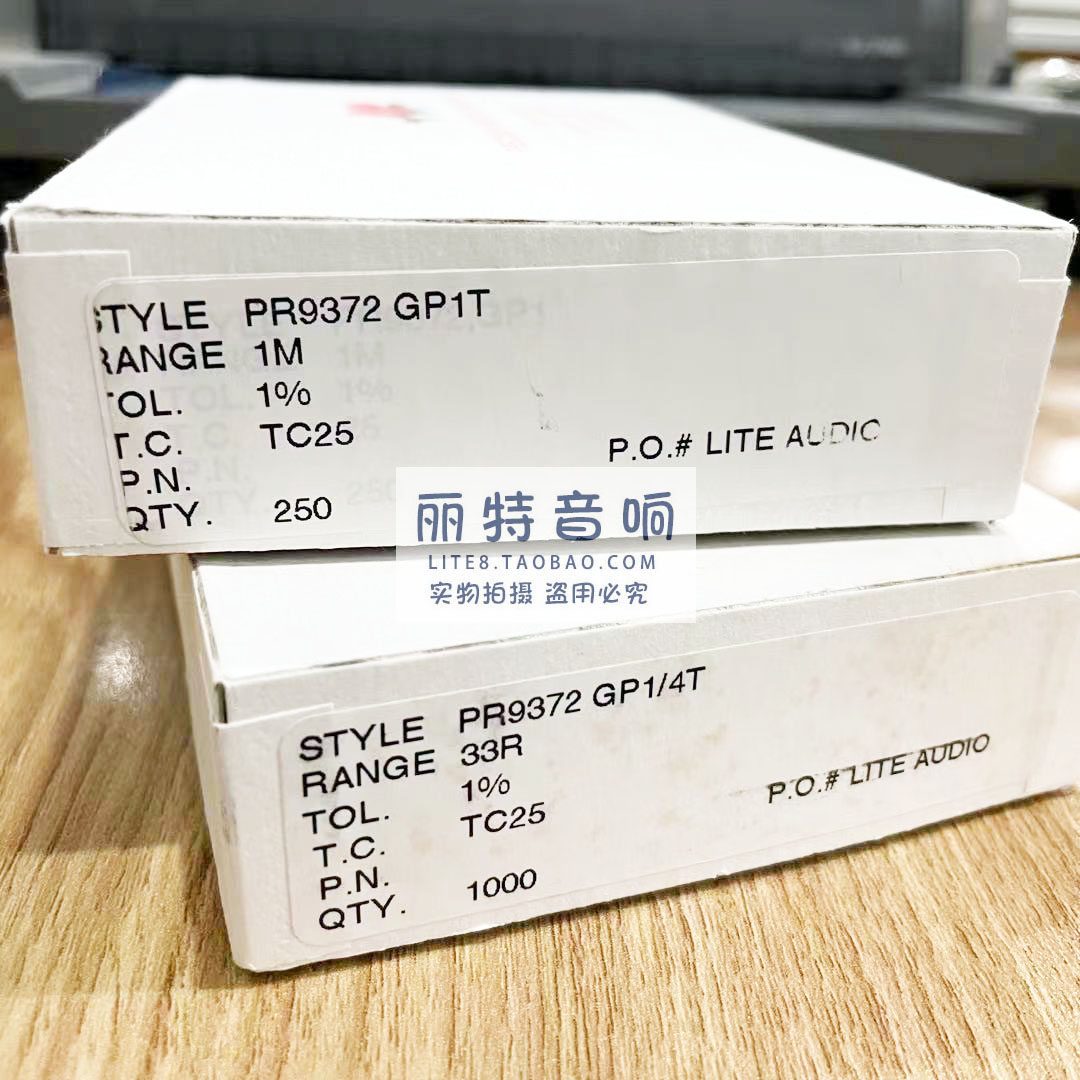 STYLE PR9372 GP1T
RANGE 1M
TOL. 1%
T.C. TC25
P.N.
QTY. 250
P.O.# LITE AUDIO
丽特音响
LITE8.TAOBAO.COM
实物拍摄 盗用必究
STYLE PR9372 GP1/4T
RANGE 33R
TOL. 1%
T.C. TC25
P.N.
QTY. 1000
P.O.# LITE AUDIO